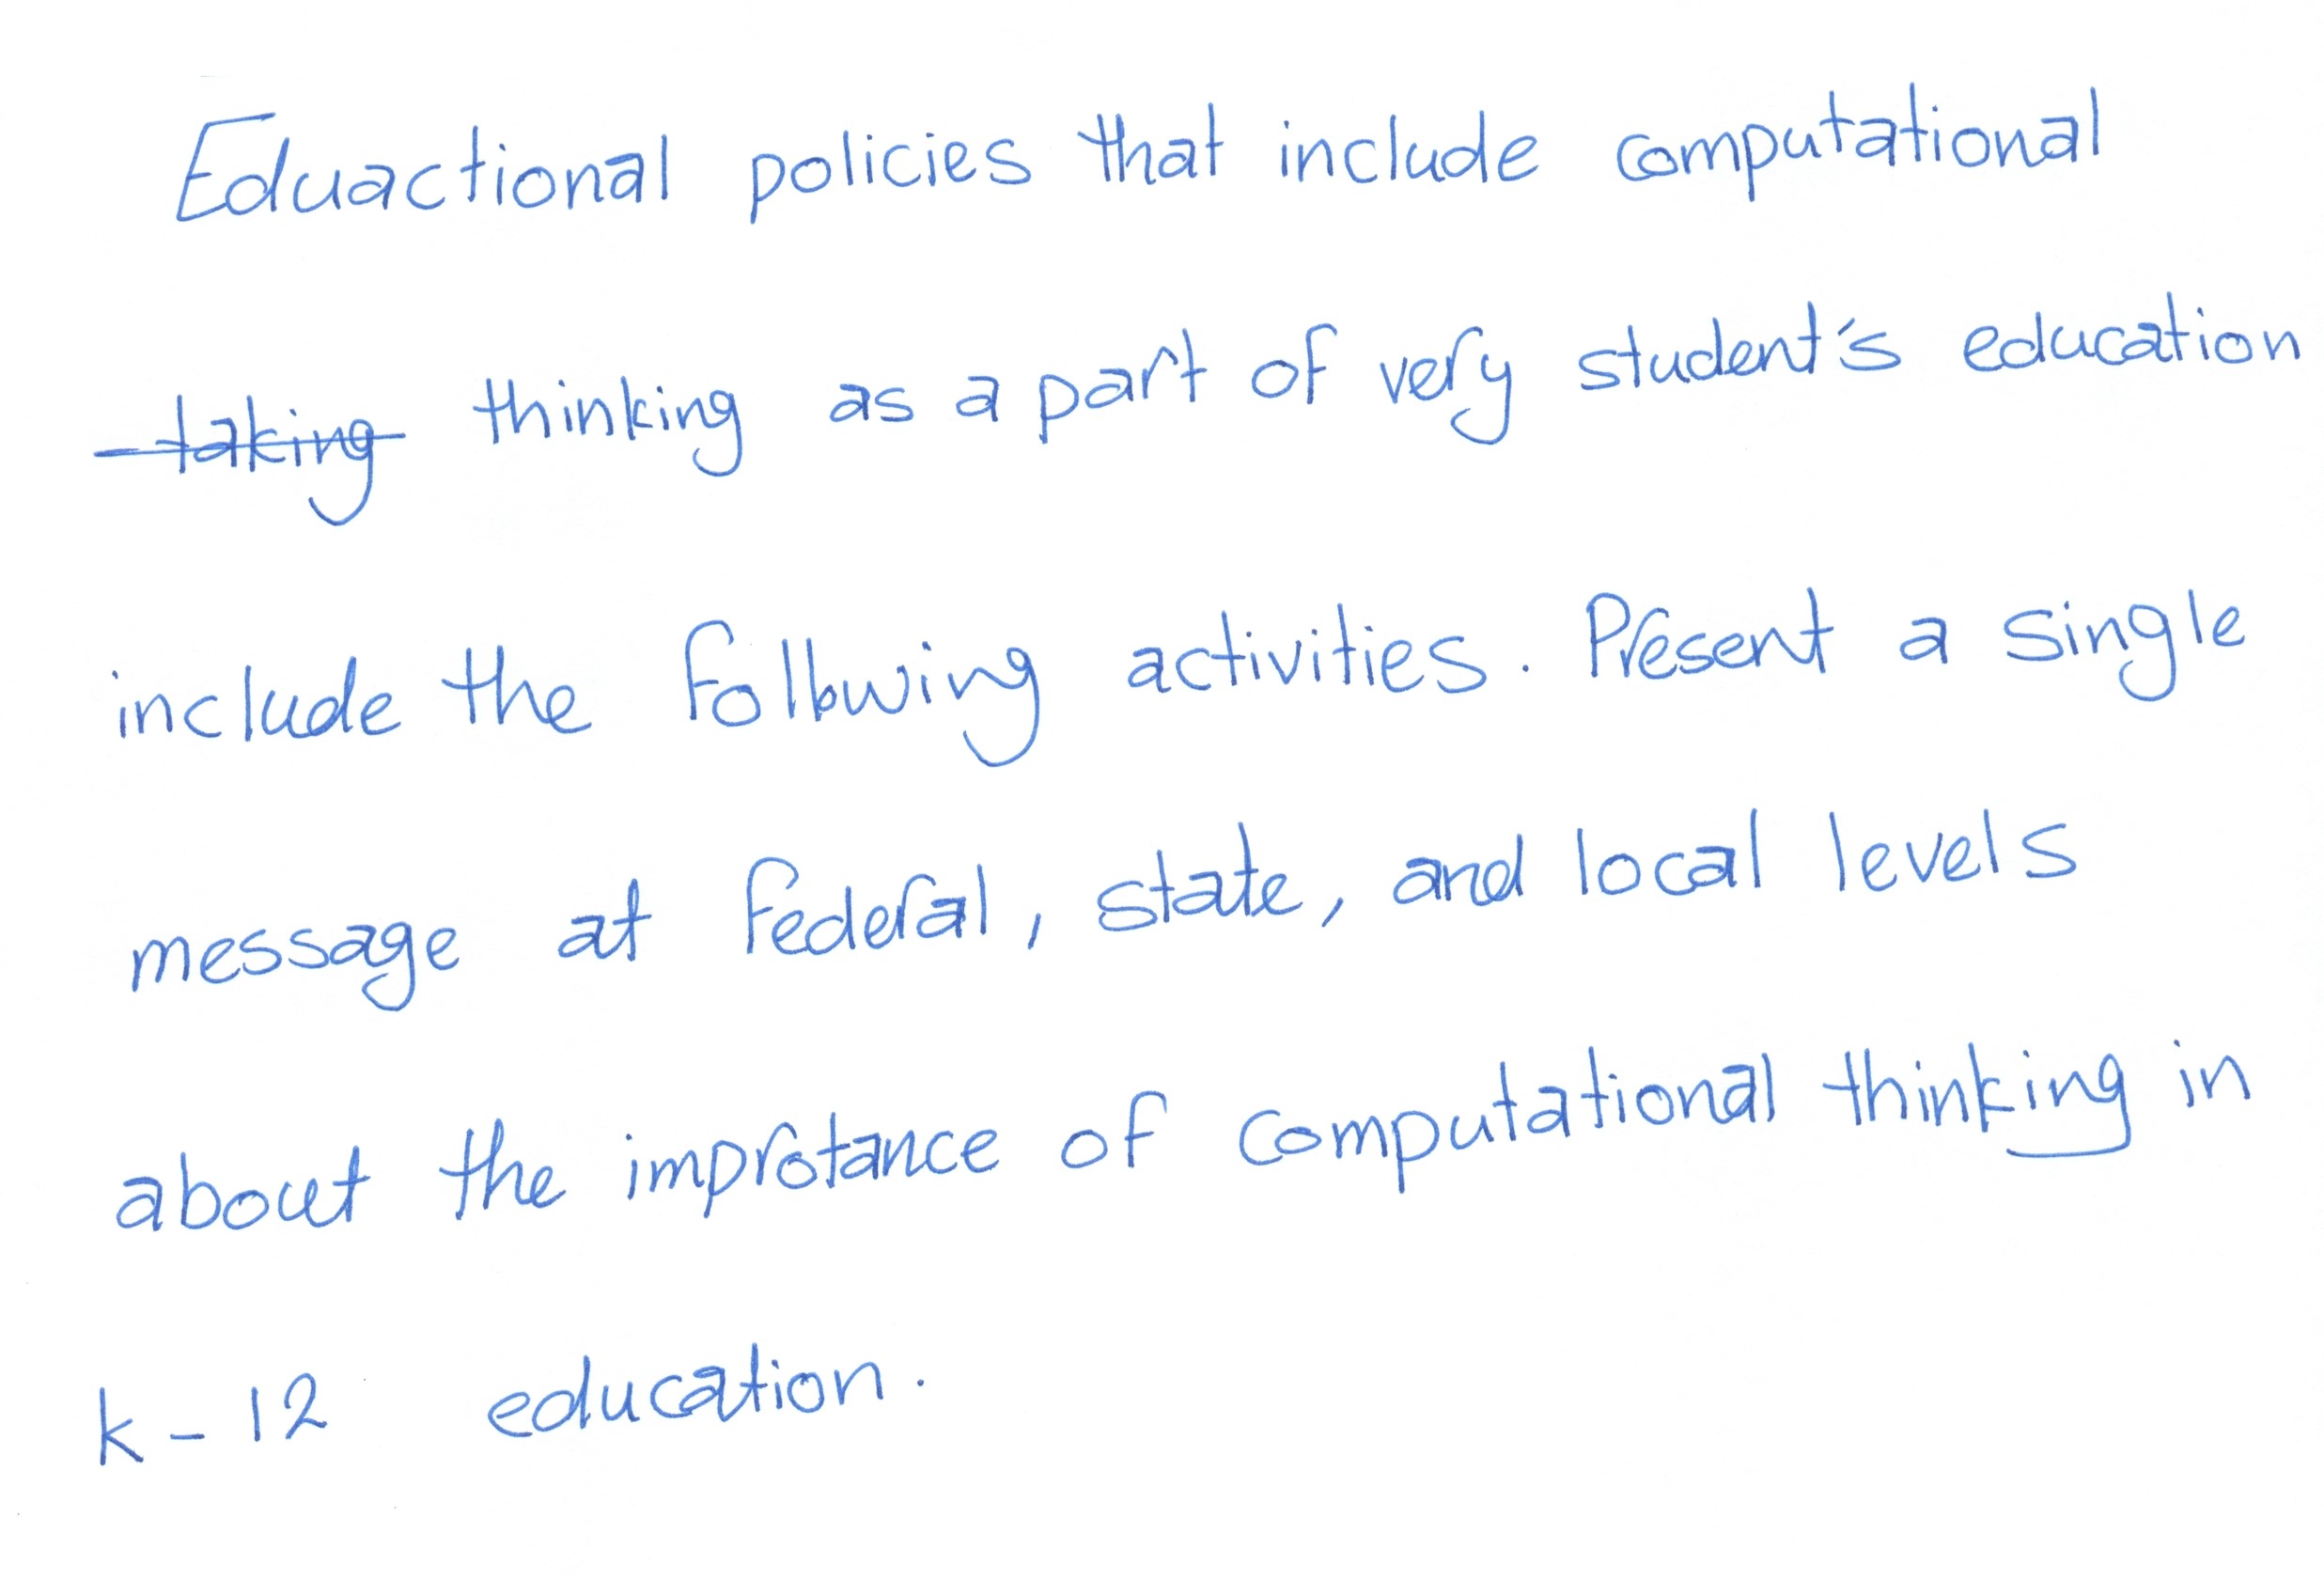 Eduactional policies that include computational
taking thinking as a part of very student's education
include the following activities. Present a single
message at federal, state, and local levels
about the improtance of computational thinking in
k-12 education.